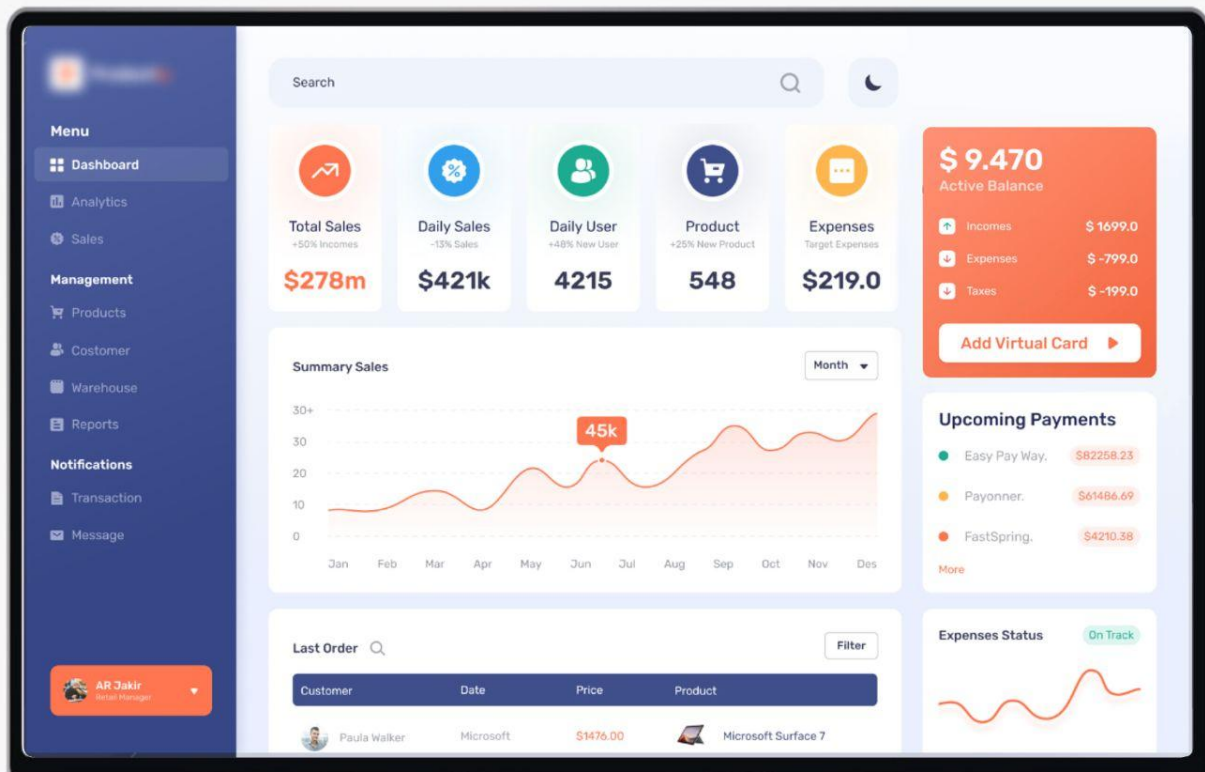 Menu
Dashboard
Analytics
Sales
Management
Products
Costomer
Warehouse
Reports
Notifications
Transaction
Message
AR Jakir
Retail Manager
Search
Total Sales
+50% Incomes
$278m
Daily Sales
-13% Sales
$421k
Daily User
+48% New User
4215
Product
+25% New Product
548
Expenses
Target Expenses
$219.0
Summary Sales
Month
30+
30
20
10
0
45k
Jan Feb Mar Apr May Jun Jul Aug Sep Oct Nov Des
Last Order
Filter
Customer Date Price Product
Paula Walker Microsoft $1476.00 Microsoft Surface 7
$ 9.470
Active Balance
Incomes $ 1699.0
Expenses $ -799.0
Taxes $ -199.0
Add Virtual Card
Upcoming Payments
Easy Pay Way. $82258.23
Payonner. $61486.69
FastSpring. $4210.38
More
Expenses Status On Track